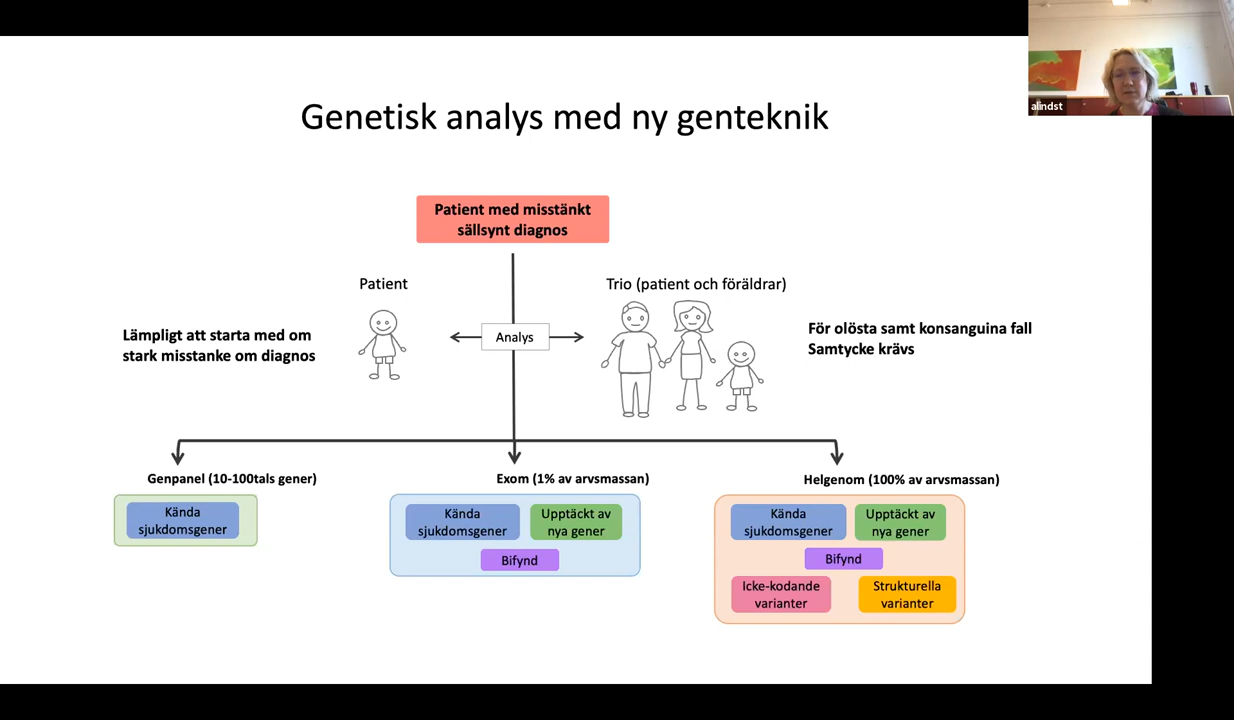 alindst
Genetisk analys med ny genteknik
Patient med misstänkt
sällsynt diagnos
Patient
Trio (patient och föräldrar)
Lämpligt att starta med om
stark misstanke om diagnos
Analys
För olösta samt konsanguina fall
Samtycke krävs
Genpanel (10-100tals gener)
Kända
sjukdomsgener
Exom (1% av arvsmassan)
Kända
sjukdomsgener
Upptäckt av
nya gener
Bifynd
Helgenom (100% av arvsmassan)
Kända
sjukdomsgener
Upptäckt av
nya gener
Bifynd
Icke-kodande
varianter
Strukturella
varianter